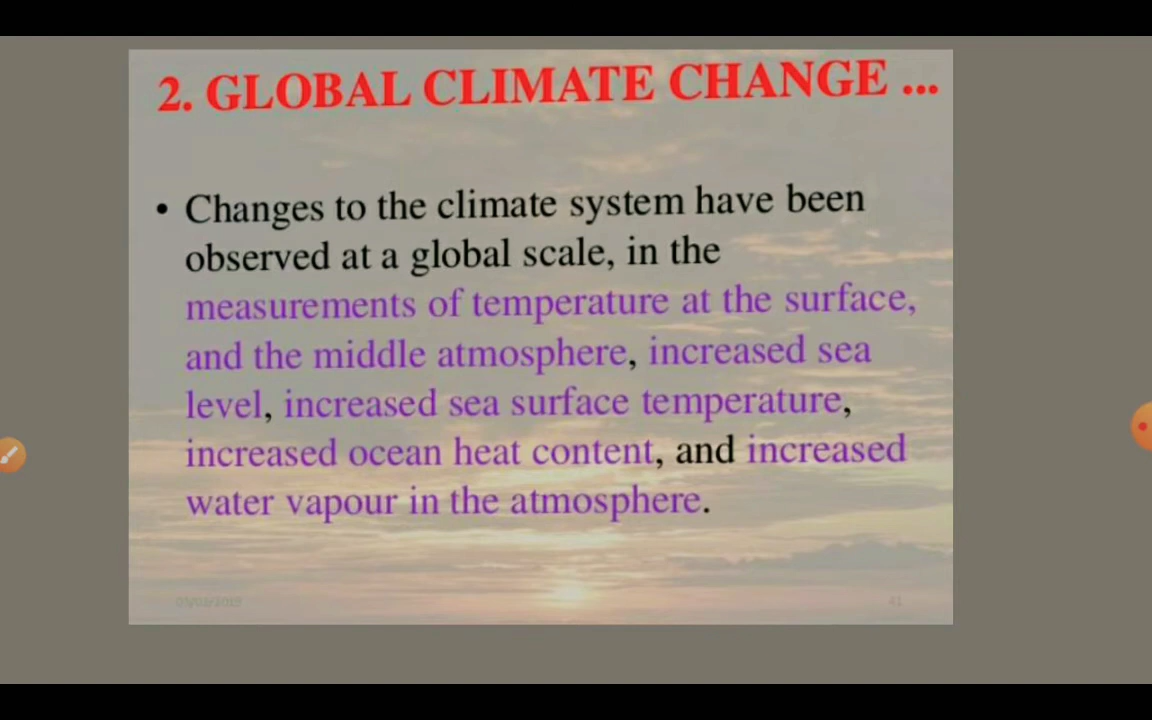 2. GLOBAL CLIMATE CHANGE ...
• Changes to the climate system have been
observed at a global scale, in the
measurements of temperature at the surface,
and the middle atmosphere, increased sea
level, increased sea surface temperature,
increased ocean heat content, and increased
water vapour in the atmosphere.
41